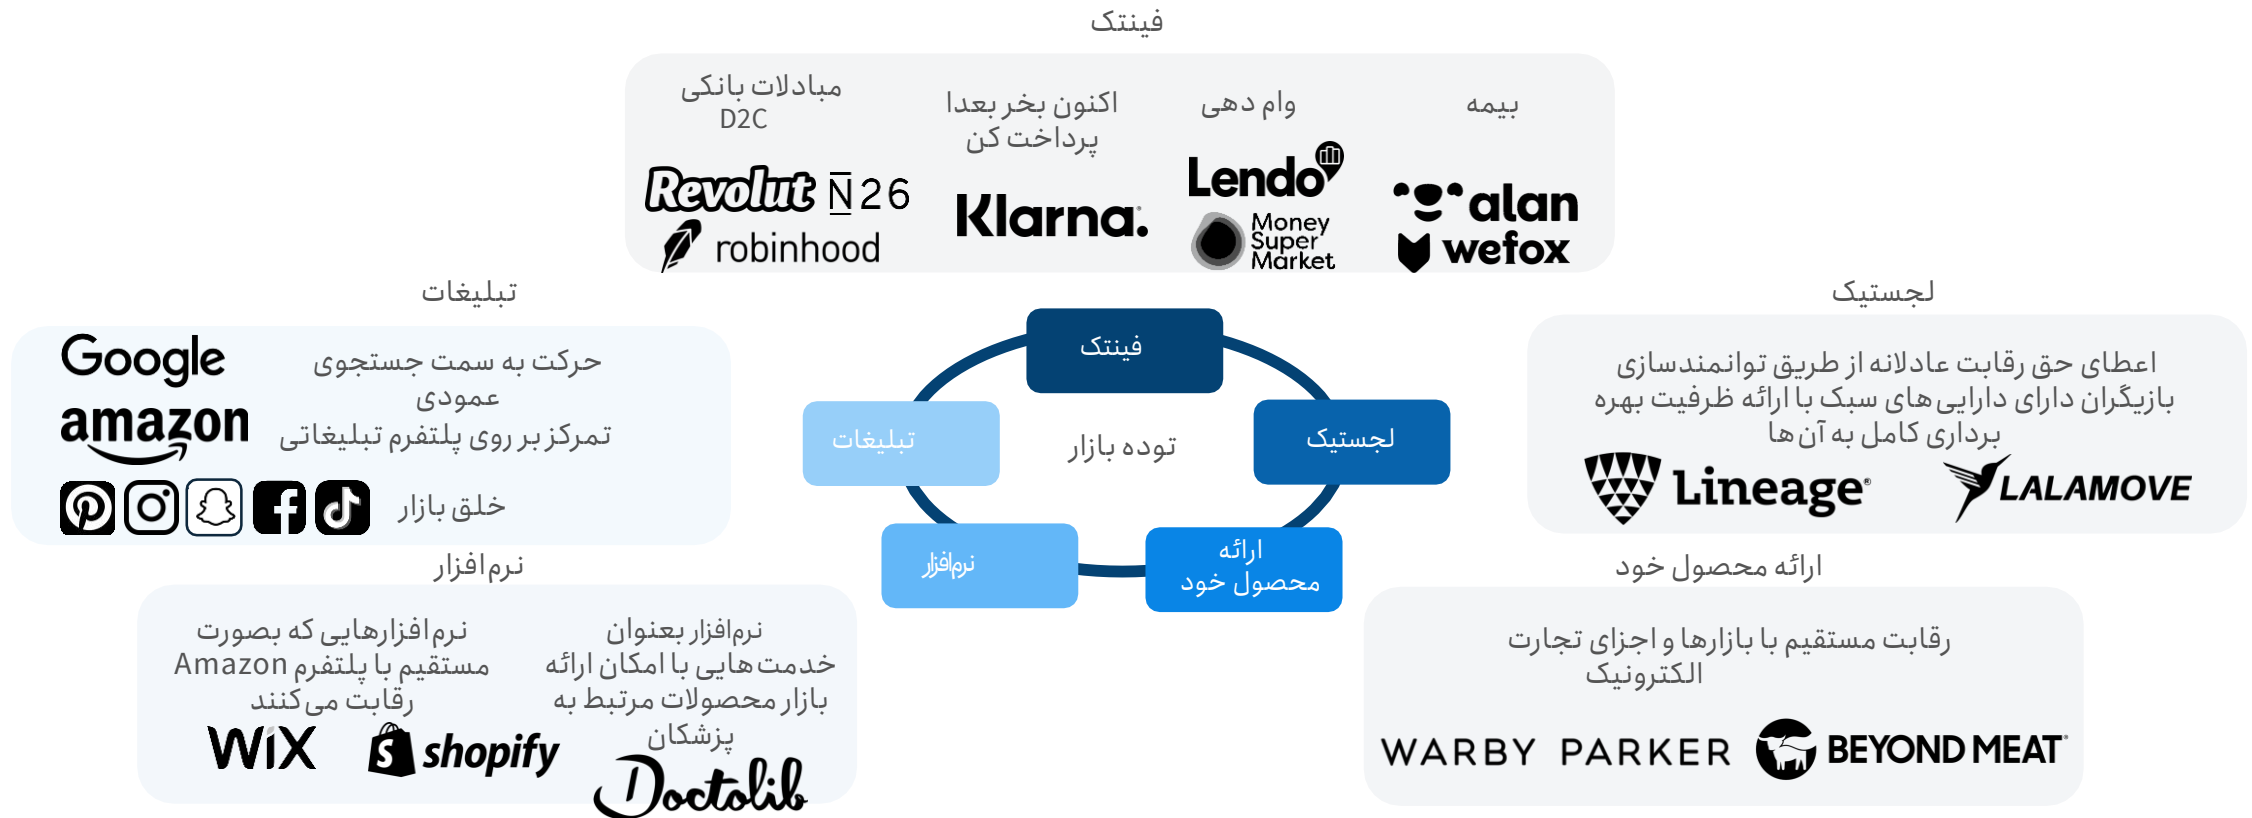 فینتک
مبادلات بانکی
D2C
اکنون بخر بعدا
پرداخت کن
وام دهی
بیمه
Revolut
N26
robinhood
Klarna.
Lendo
Money
Super
Market
alan
wefox
تبلیغات
Google
amazon
حرکت به سمت جستجوی
عمودی
تمرکز بر روی پلتفرم تبلیغاتی
خلق بازار
لجستیک
اعطای حق رقابت عادلانه از طریق توانمندسازی
بازیگران دارای دارایی‌های سبک با ارائه ظرفیت بهره
برداری کامل به آن‌ها
Lineage®
LALAMOVE
فینتک
تبلیغات
توده بازار
لجستیک
نرم‌افزار
ارائه
محصول خود
نرم‌افزار
نرم‌افزارهایی که بصورت
مستقیم با پلتفرم Amazon
رقابت می‌کنند
WiX
shopify
نرم‌افزار بعنوان
خدمت‌هایی با امکان ارائه
بازار محصولات مرتبط به
پزشکان
Doctolib
ارائه محصول خود
رقابت مستقیم با بازارها و اجزای تجارت
الکترونیک
WARBY PARKER
BEYOND MEAT